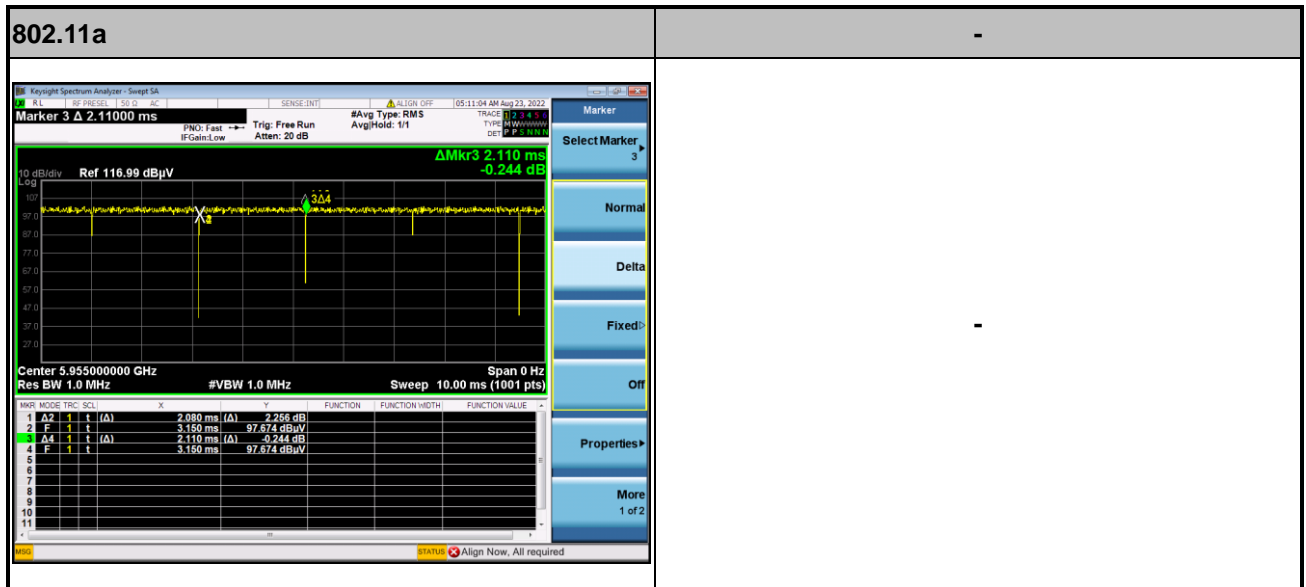 802.11a -
Keysight Spectrum Analyzer - Swept SA
RL RF PRESEL 50 Ω AC SENSE:INT ALIGN OFF 05:11:04 AM Aug 23, 2022
Marker 3 Δ 2.11000 ms
PNO: Fast
IFGain:Low
Trig: Free Run
Atten: 20 dB
#Avg Type: RMS
Avg|Hold: 1/1
TRACE 1 2 3 4 5 6
TYPE MWWWWW
DET P P S N N N
ΔMkr3 2.110 ms
-0.244 dB
10 dB/div Ref 116.99 dBµV
Log
107
97.0
87.0
77.0
67.0
57.0
47.0
37.0
27.0
3Δ4
Center 5.955000000 GHz Span 0 Hz
Res BW 1.0 MHz #VBW 1.0 MHz Sweep 10.00 ms (1001 pts)
MKR MODE TRC SCL X Y FUNCTION FUNCTION WIDTH FUNCTION VALUE
1 Δ2 1 t (Δ) 2.080 ms (Δ) 2.256 dB
2 F 1 t 3.150 ms 97.674 dBµV
3 Δ4 1 t (Δ) 2.110 ms (Δ) -0.244 dB
4 F 1 t 3.150 ms 97.674 dBµV
5
6
7
8
9
10
11
MSG STATUS Align Now, All required
Marker
Select Marker
3
Normal
Delta
Fixed
Off
Properties
More
1 of 2
-